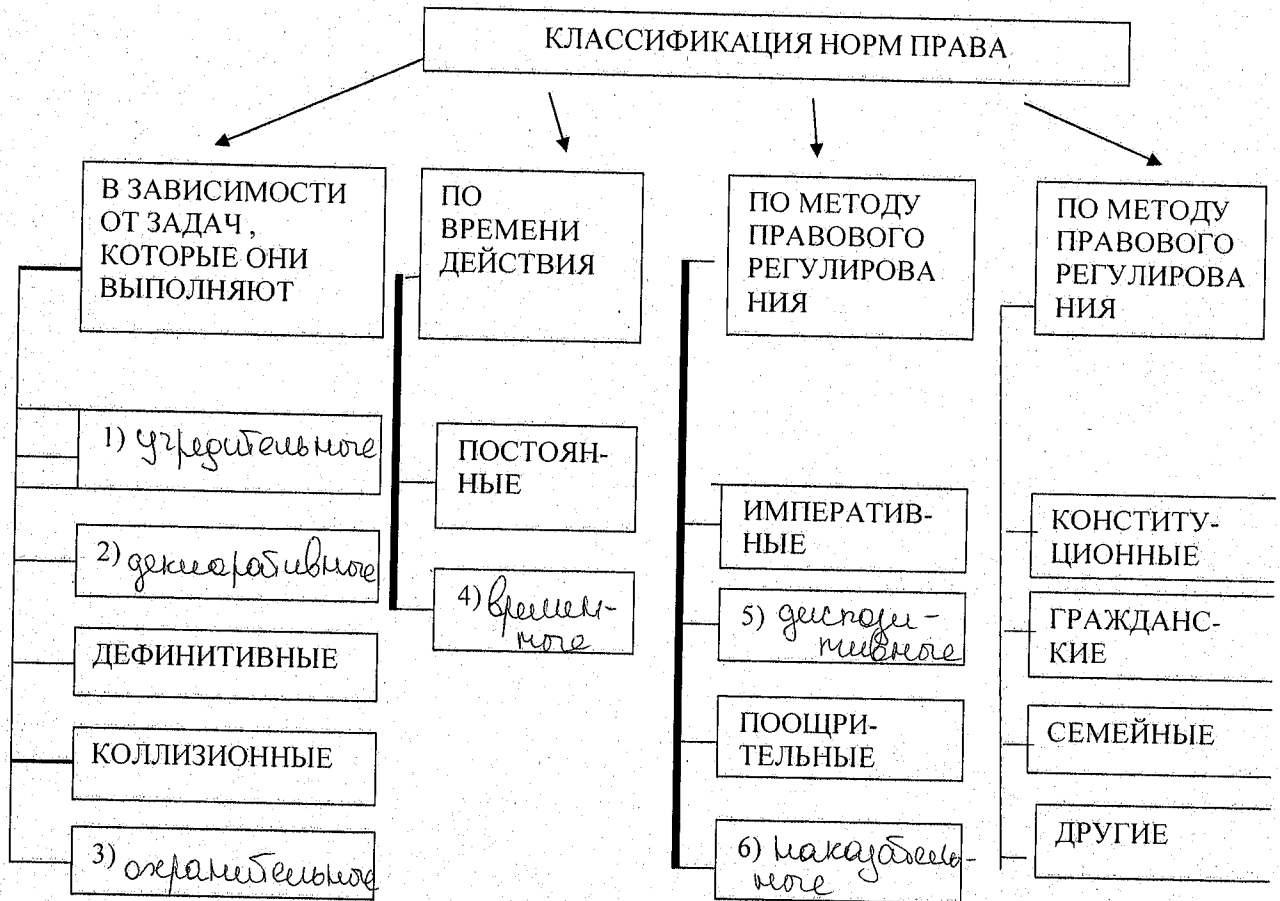 КЛАССИФИКАЦИЯ НОРМ ПРАВА
В ЗАВИСИМОСТИ
ОТ ЗАДАЧ ,
КОТОРЫЕ ОНИ
ВЫПОЛНЯЮТ
1) учредительные
2) декларативные
ДЕФИНИТИВНЫЕ
КОЛЛИЗИОННЫЕ
3) охранительные
ПО
ВРЕМЕНИ
ДЕЙСТВИЯ
ПОСТОЯН-
НЫЕ
4) времен-
ные
ПО МЕТОДУ
ПРАВОВОГО
РЕГУЛИРОВА
НИЯ
ИМПЕРАТИВ-
НЫЕ
5) диспози-
тивные
ПООЩРИ-
ТЕЛЬНЫЕ
6) наказатель-
ные
ПО МЕТОДУ
ПРАВОВОГО
РЕГУЛИРОВА
НИЯ
КОНСТИТУ-
ЦИОННЫЕ
ГРАЖДАНС-
КИЕ
СЕМЕЙНЫЕ
ДРУГИЕ